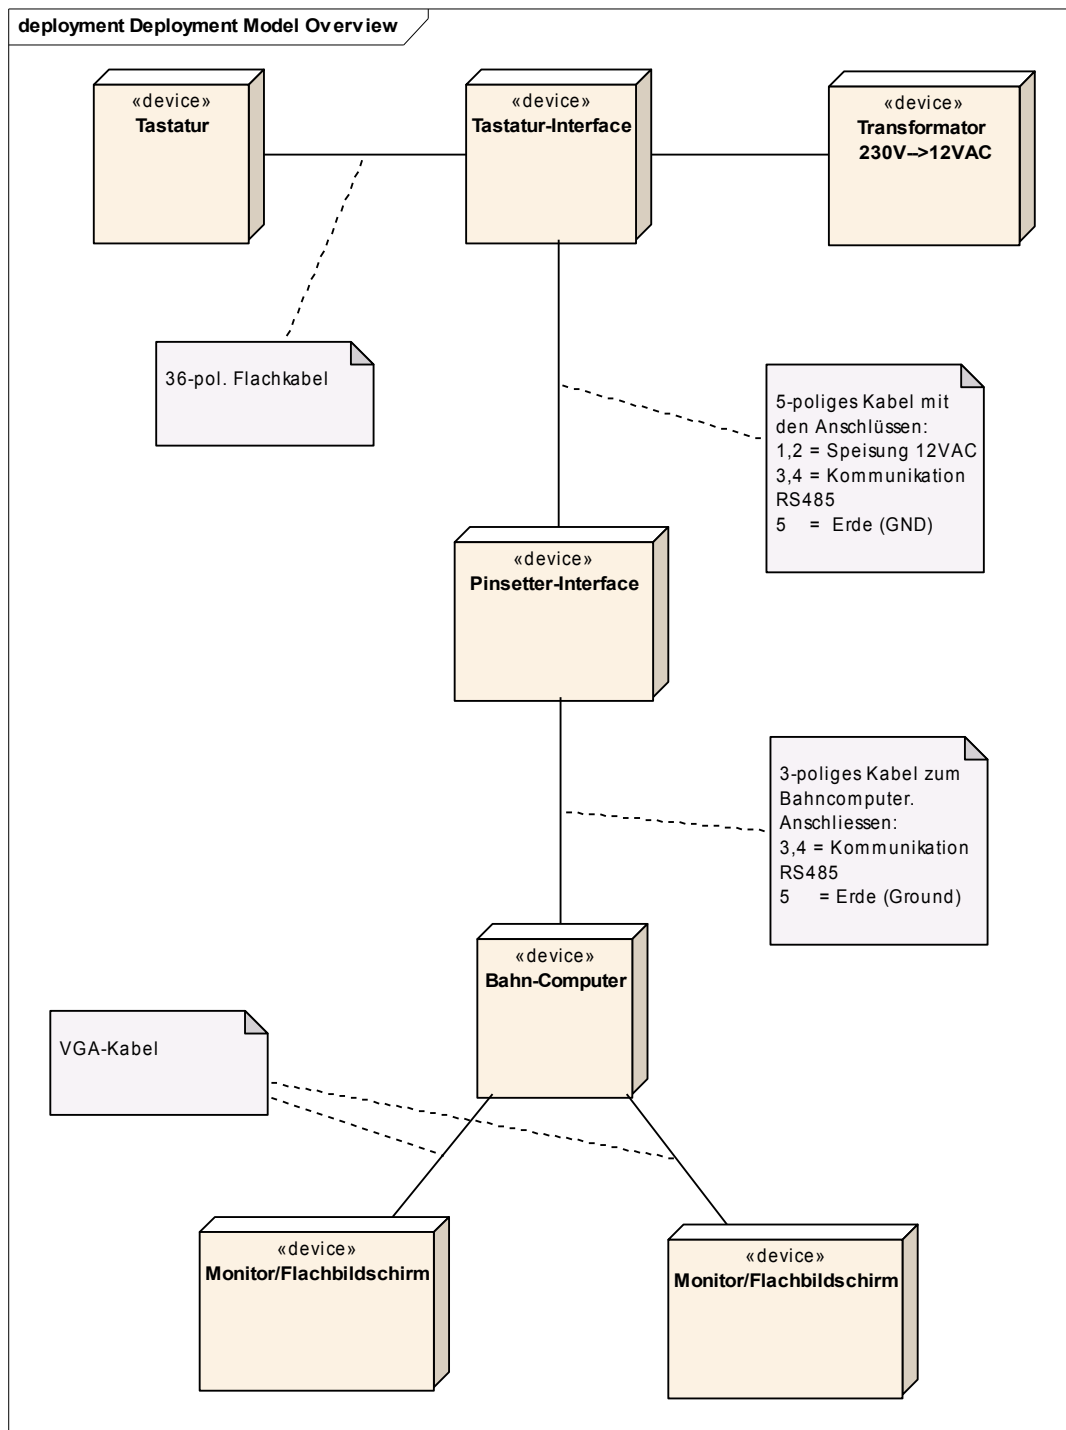 deployment Deployment Model Overview
«device»
Tastatur
«device»
Tastatur-Interface
«device»
Transformator
230V-->12VAC
36-pol. Flachkabel
5-poliges Kabel mit
den Anschlüssen:
1,2 = Speisung 12VAC
3,4 = Kommunikation
RS485
5 = Erde (GND)
«device»
Pinsetter-Interface
3-poliges Kabel zum
Bahncomputer.
Anschliessen:
3,4 = Kommunikation
RS485
5 = Erde (Ground)
«device»
Bahn-Computer
VGA-Kabel
«device»
Monitor/Flachbildschirm
«device»
Monitor/Flachbildschirm